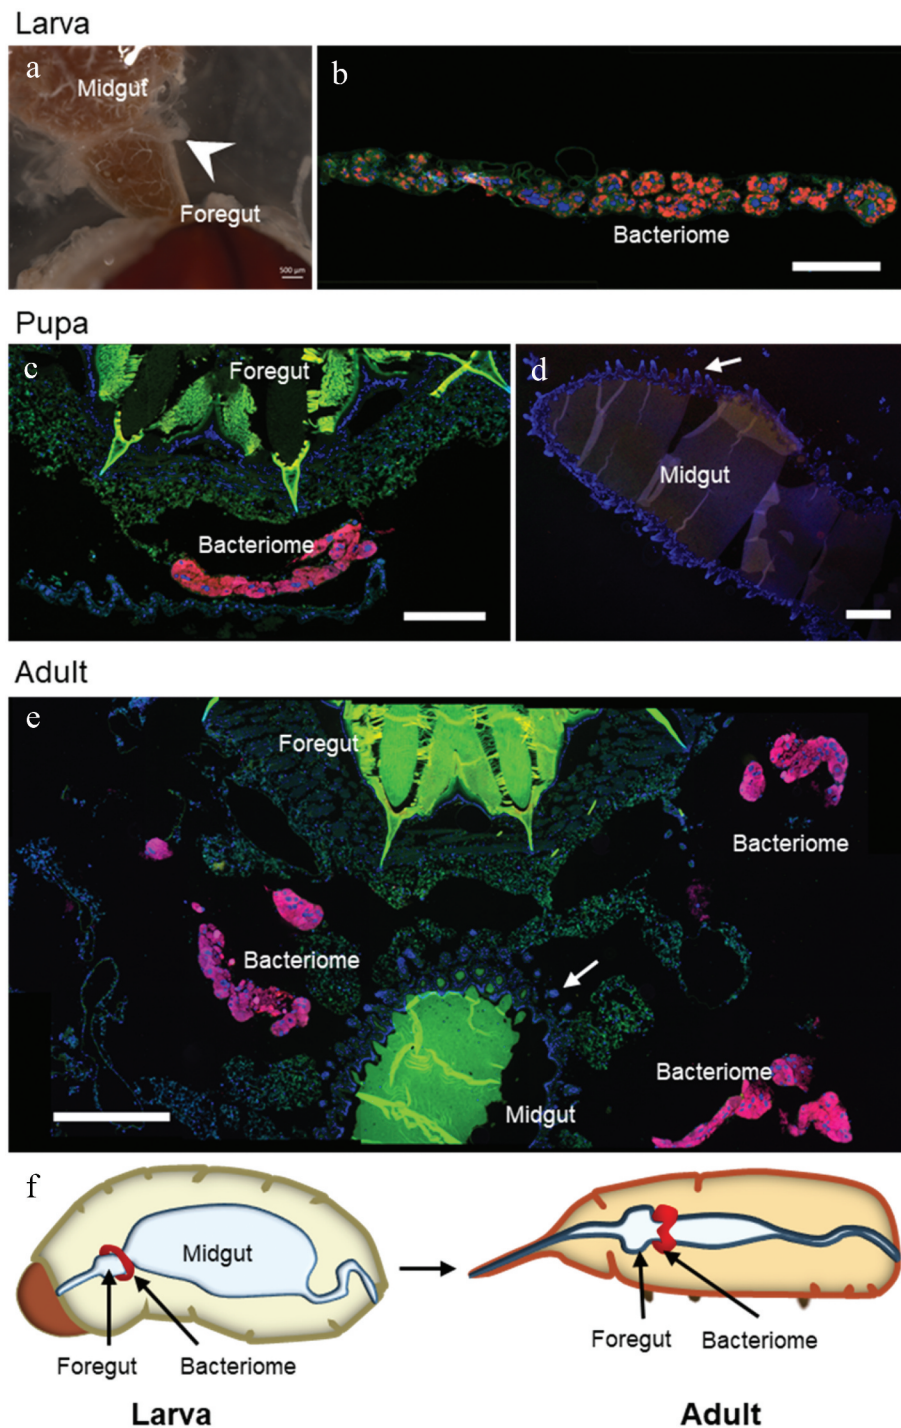 Larva
a
Midgut
Foregut
500 µm
b
Bacteriome
Pupa
c
Foregut
Bacteriome
d
Midgut
Adult
e
Foregut
Bacteriome
Bacteriome
Bacteriome
Midgut
f
Midgut
Foregut
Bacteriome
Larva
Foregut
Bacteriome
Adult